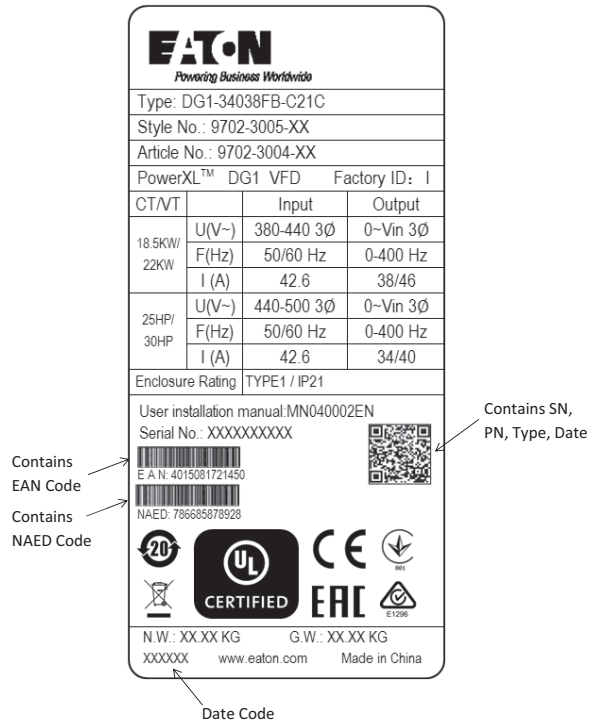 EATON
Powering Business Worldwide
Type: DG1-34038FB-C21C
Style No.: 9702-3005-XX
Article No.: 9702-3004-XX
PowerXL™ DG1 VFD Factory ID: I
CT/VT Input Output
18.5KW/
22KW
U(V~) 380-440 3Ø 0~Vin 3Ø
F(Hz) 50/60 Hz 0-400 Hz
I (A) 42.6 38/46
25HP/
30HP
U(V~) 440-500 3Ø 0~Vin 3Ø
F(Hz) 50/60 Hz 0-400 Hz
I (A) 42.6 34/40
Enclosure Rating TYPE1 / IP21
User installation manual:MN040002EN
Serial No.: XXXXXXXXXX
Contains SN,
PN, Type, Date
Contains
EAN Code
E A N: 4015081721450
Contains
NAED Code
NAED: 786685878928
20
UL
CERTIFIED
CE
001
EAC
E1296
N.W.: XX.XX KG G.W.: XX.XX KG
XXXXXX www.eaton.com Made in China
Date Code